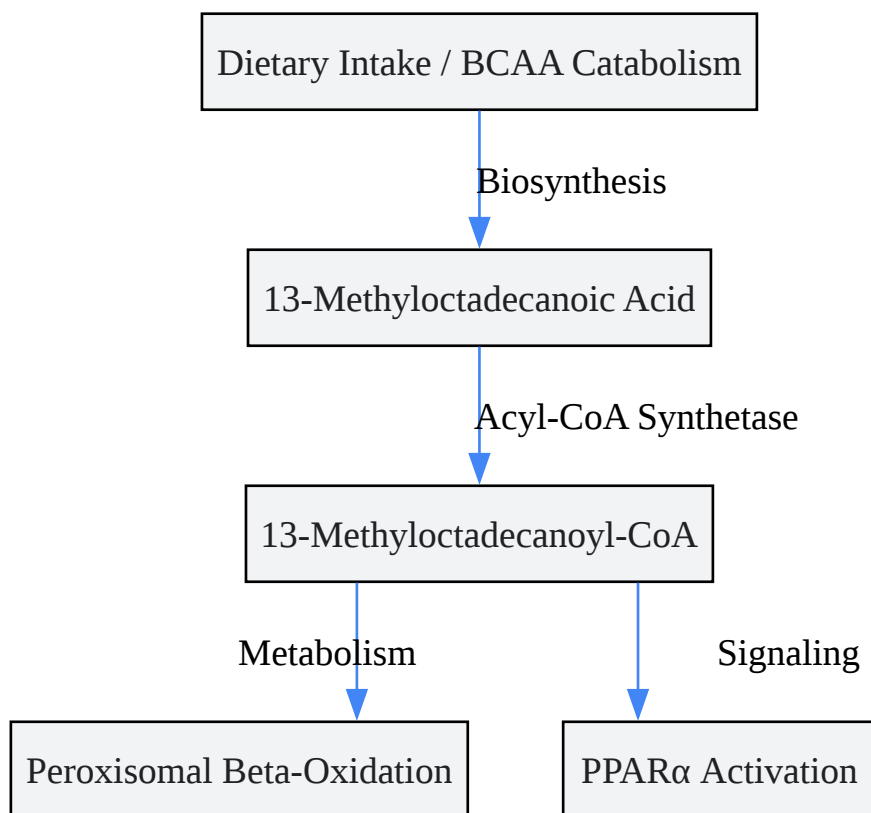 Dietary Intake / BCAA Catabolism
Biosynthesis
13-Methyloctadecanoic Acid
Acyl-CoA Synthetase
13-Methyloctadecanoyl-CoA
Metabolism
Signaling
Peroxisomal Beta-Oxidation
PPARα Activation